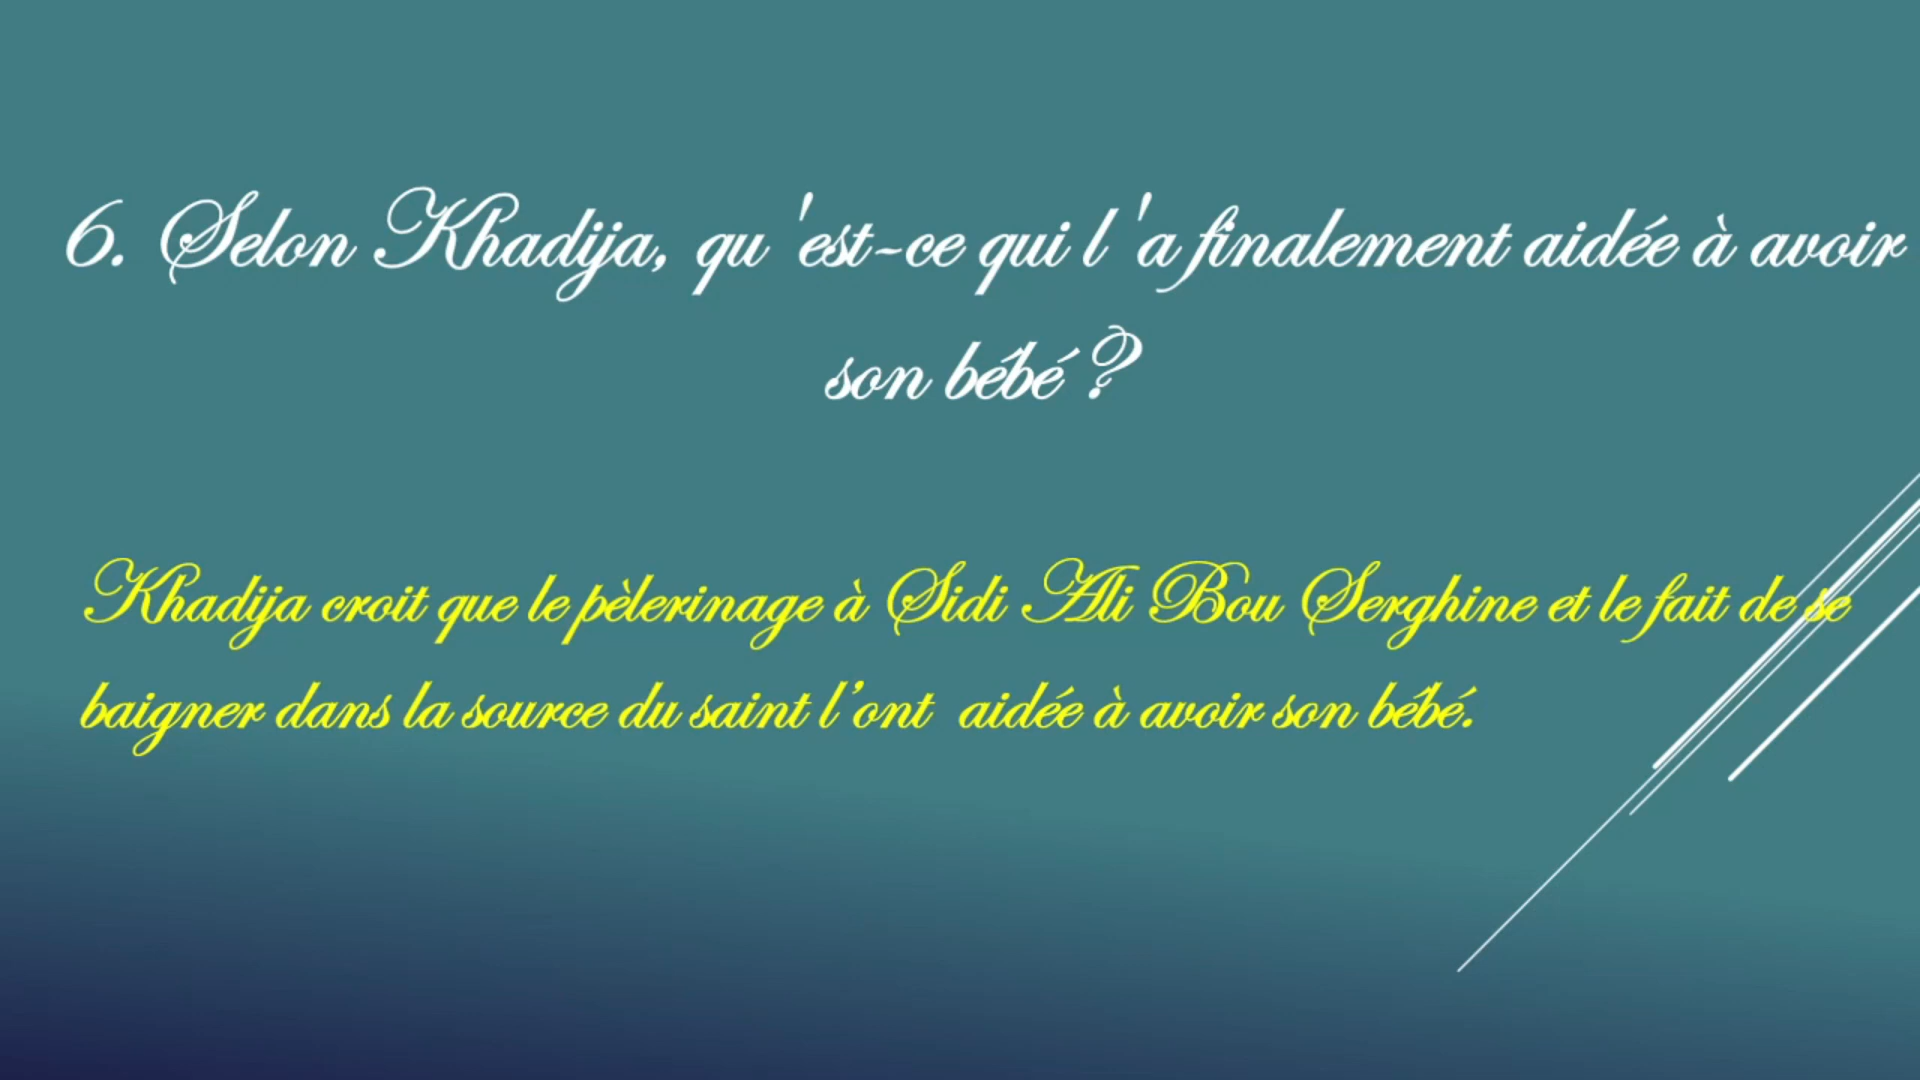 6. Selon Khadija, qu'est-ce qui l'a finalement aidée à avoir
son bébé ?
Khadija croit que le pèlerinage à Sidi Ali Bou Serghine et le fait de se
baigner dans la source du saint l’ont aidée à avoir son bébé.